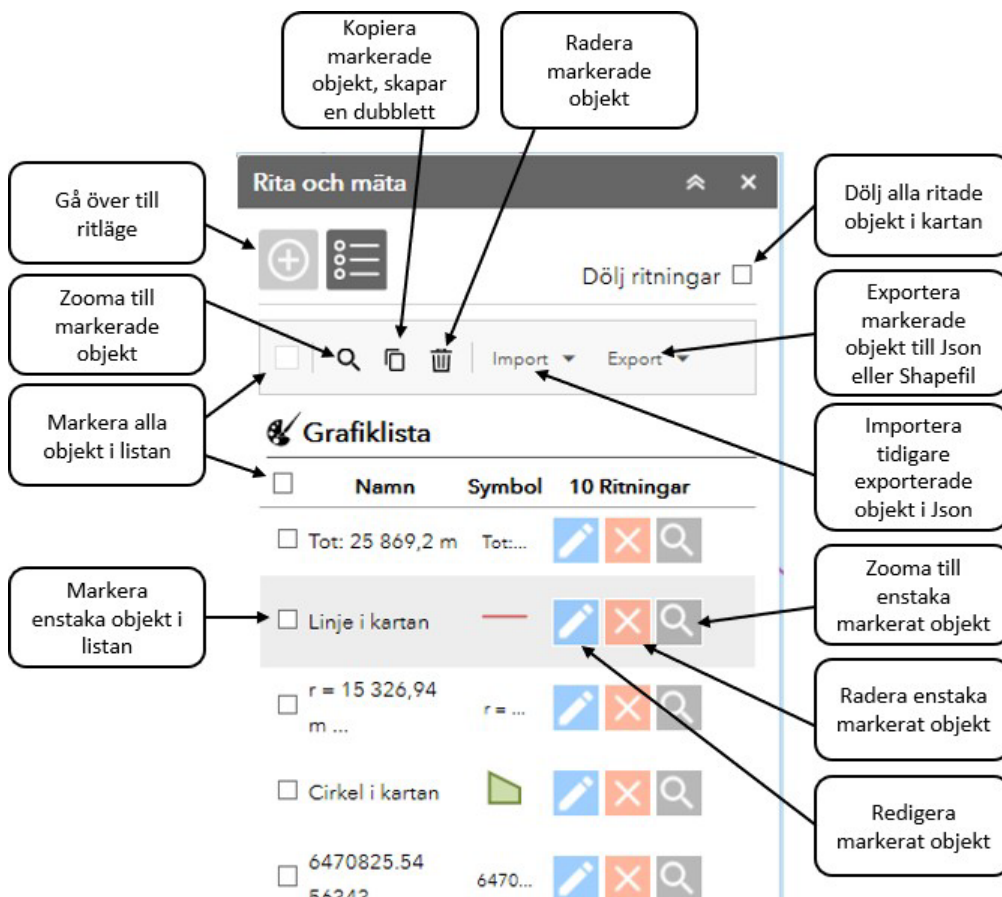 Kopiera
markerade
objekt, skapar
en dubblett
Radera
markerade
objekt
Gå över till
ritläge
Zooma till
markerade
objekt
Markera alla
objekt i listan
Markera
enstaka objekt i
listan
Rita och mäta
Dölj ritningar
Import
Export
Grafiklista
Namn Symbol 10 Ritningar
Tot: 25 869,2 m Tot:...
Linje i kartan
r = 15 326,94
m ...
r = ...
Cirkel i kartan
6470825.54
56343
6470...
Dölj alla ritade
objekt i kartan
Exportera
markerade
objekt till Json
eller Shapefil
Importera
tidigare
exporterade
objekt i Json
Zooma till
enstaka
markerat objekt
Radera enstaka
markerat objekt
Redigera
markerat objekt